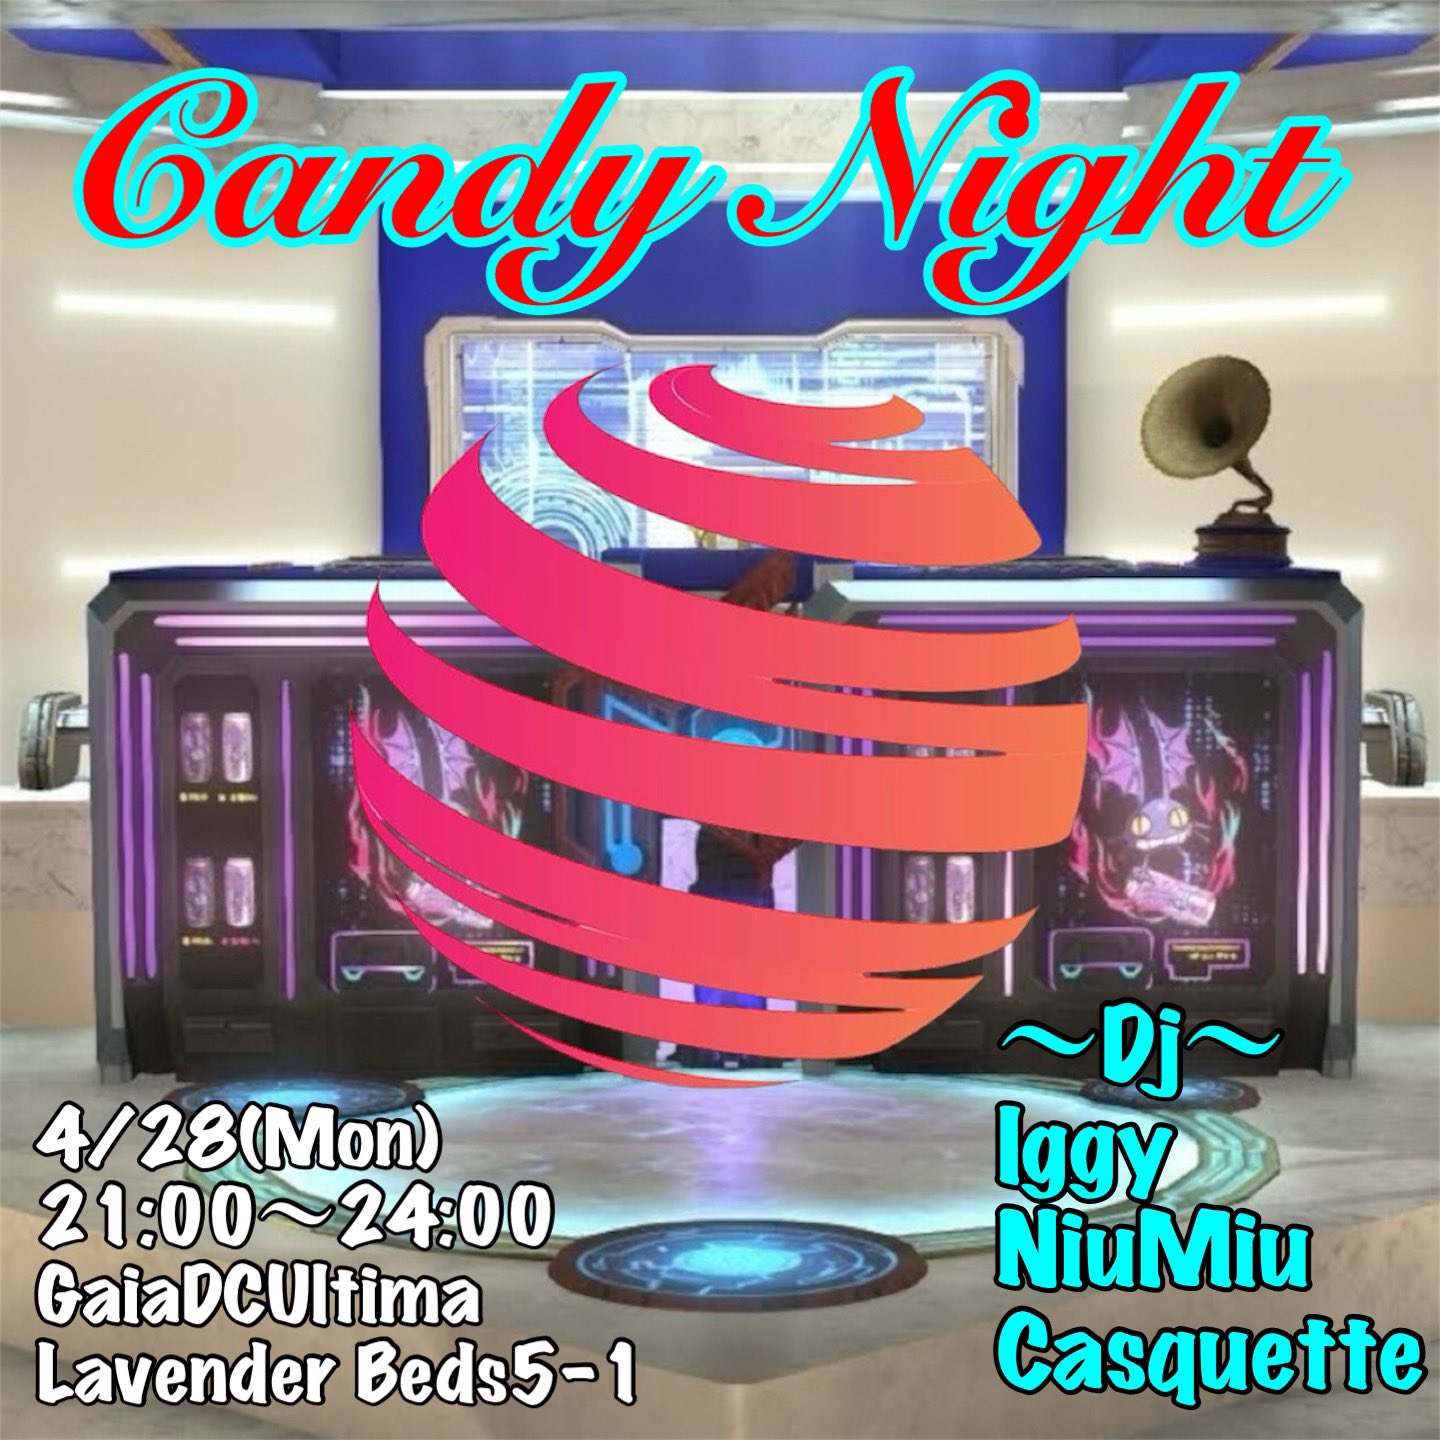 Candy Night
4/28(Mon)
21:00～24:00
GaiaDCUltima
Lavender Beds5-1
～Dj～
Iggy
NiuMiu
Casquette